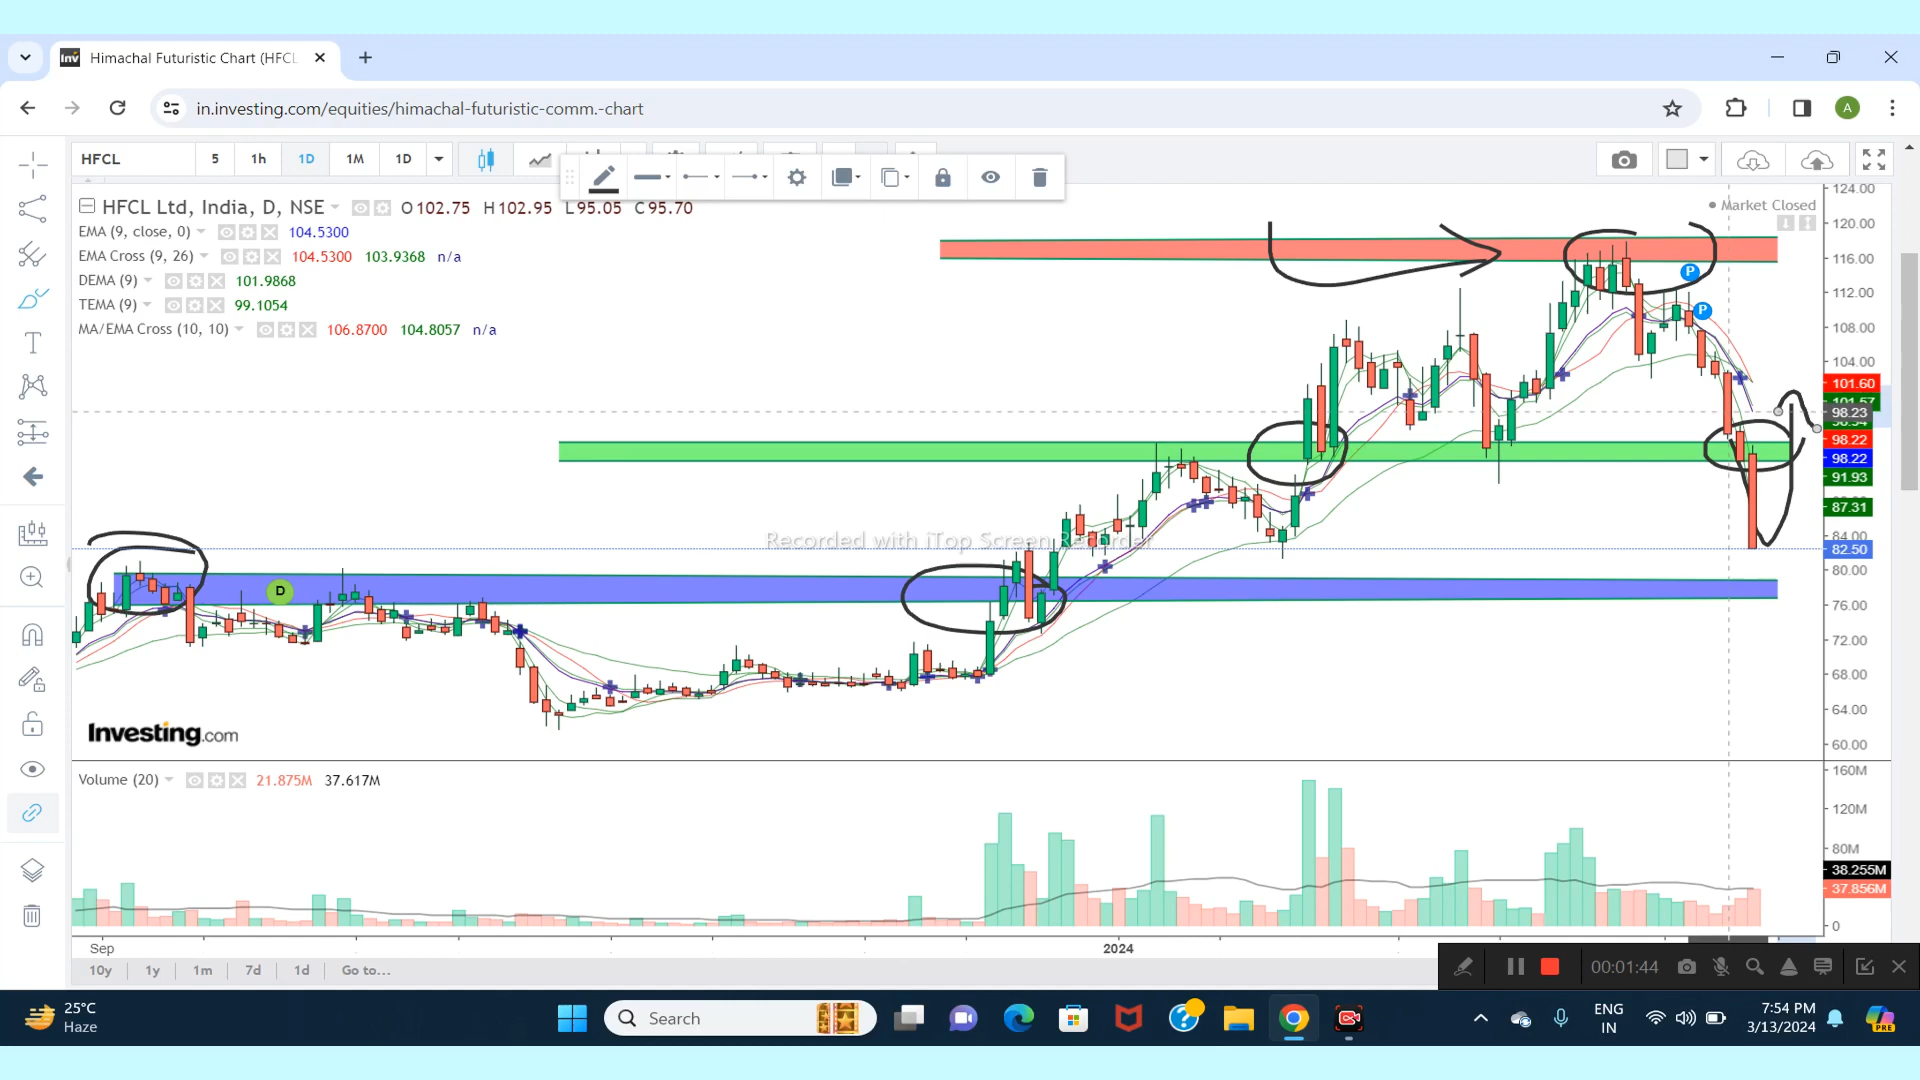 Himachal Futuristic Chart (HFCL
in.investing.com/equities/himachal-futuristic-comm.-chart
A
HFCL 5 1h 1D 1M 1D
HFCL Ltd, India, D, NSE O 102.75 H 102.95 L 95.05 C 95.70
EMA (9, close, 0) 104.5300
EMA Cross (9, 26) 104.5300 103.9368 n/a
DEMA (9) 101.9868
TEMA (9) 99.1054
MA/EMA Cross (10, 10) 106.8700 104.8057 n/a
Market Closed
P
P
D
Recorded with iTop Screen Recorder
124.00
120.00
116.00
112.00
108.00
104.00
101.60
101.57
98.23
98.22
98.22
91.93
87.31
84.00
82.50
80.00
76.00
72.00
68.00
64.00
60.00
Investing.com
Volume (20) 21.875M 37.617M
160M
120M
80M
38.255M
37.856M
0
Sep 2024
10y 1y 1m 7d 1d Go to...
00:01:44
25°C
Haze
Search
ENG
IN
7:54 PM
3/13/2024
PRE